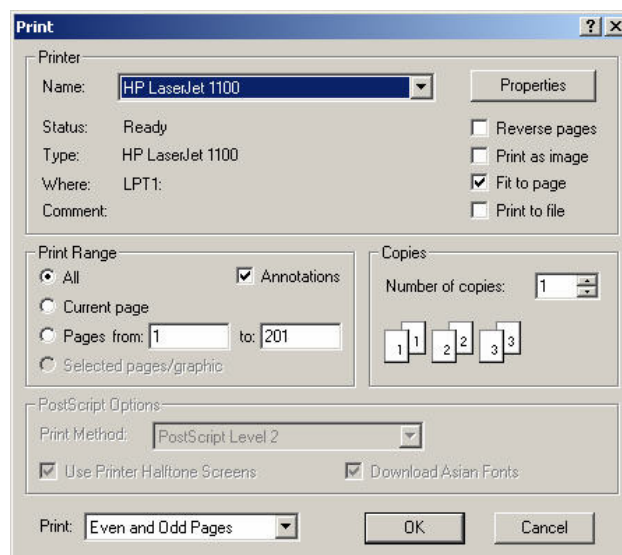 Print
Printer
Name: HP LaserJet 1100 Properties
Status: Ready Reverse pages
Type: HP LaserJet 1100 Print as image
Where: LPT1: Fit to page
Comment: Print to file
Print Range
All Annotations
Current page
Pages from: 1 to: 201
Selected pages/graphic
Copies
Number of copies: 1
1 1 2 2 3 3
PostScript Options
Print Method: PostScript Level 2
Use Printer Halftone Screens Download Asian Fonts
Print: Even and Odd Pages OK Cancel